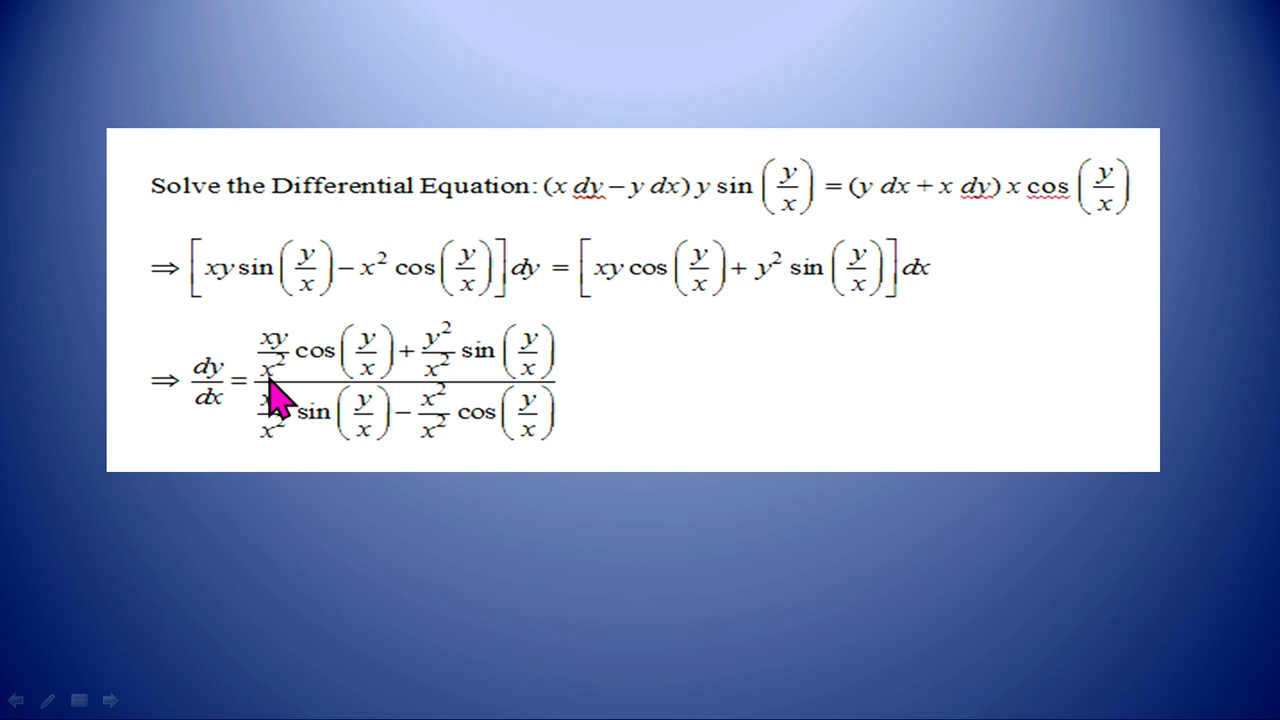 Solve the Differential Equation: (x dy − y dx) y sin (y/x) = (y dx + x dy) x cos (y/x)
⇒ [xy sin (y/x) − x² cos (y/x)] dy = [xy cos (y/x) + y² sin (y/x)] dx
⇒ dy/dx = (xy/x² cos (y/x) + y²/x² sin (y/x)) / ( /x² sin (y/x) − x²/x² cos (y/x))